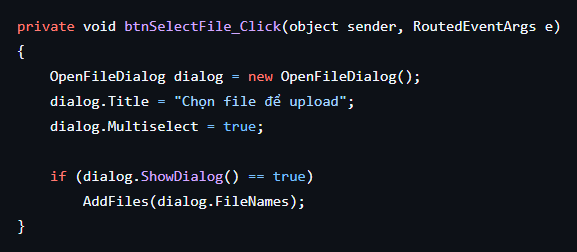 private void btnSelectFile_Click(object sender, RoutedEventArgs e)
{
    OpenFileDialog dialog = new OpenFileDialog();
    dialog.Title = "Chọn file để upload";
    dialog.Multiselect = true;

    if (dialog.ShowDialog() == true)
        AddFiles(dialog.FileNames);
}